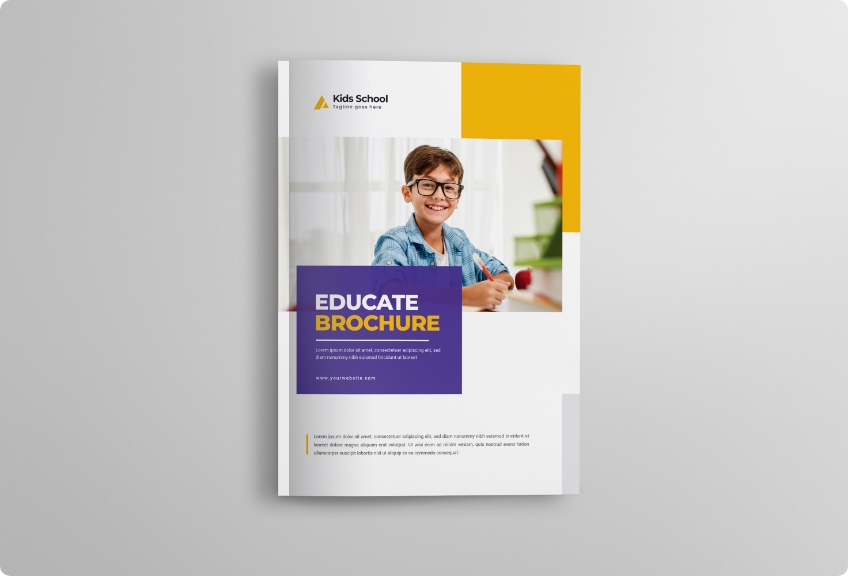 Kids School
Tagline goes here
EDUCATE
BROCHURE
Lorem ipsum dolor sit amet, consectetuer adipiscing elit, sed
diam nonummy nibh euismod tincidunt ut laoreet
www.yourwebsite.com
Lorem ipsum dolor sit amet, consectetuer adipiscing elit, sed diam nonummy nibh euismod tincidunt ut
laoreet dolore magna aliquam erat volutpat. Ut wisi enim ad minim veniam, quis nostrud exerci tation
ullamcorper suscipit lobortis nisl ut aliquip ex ea commodo consequat.